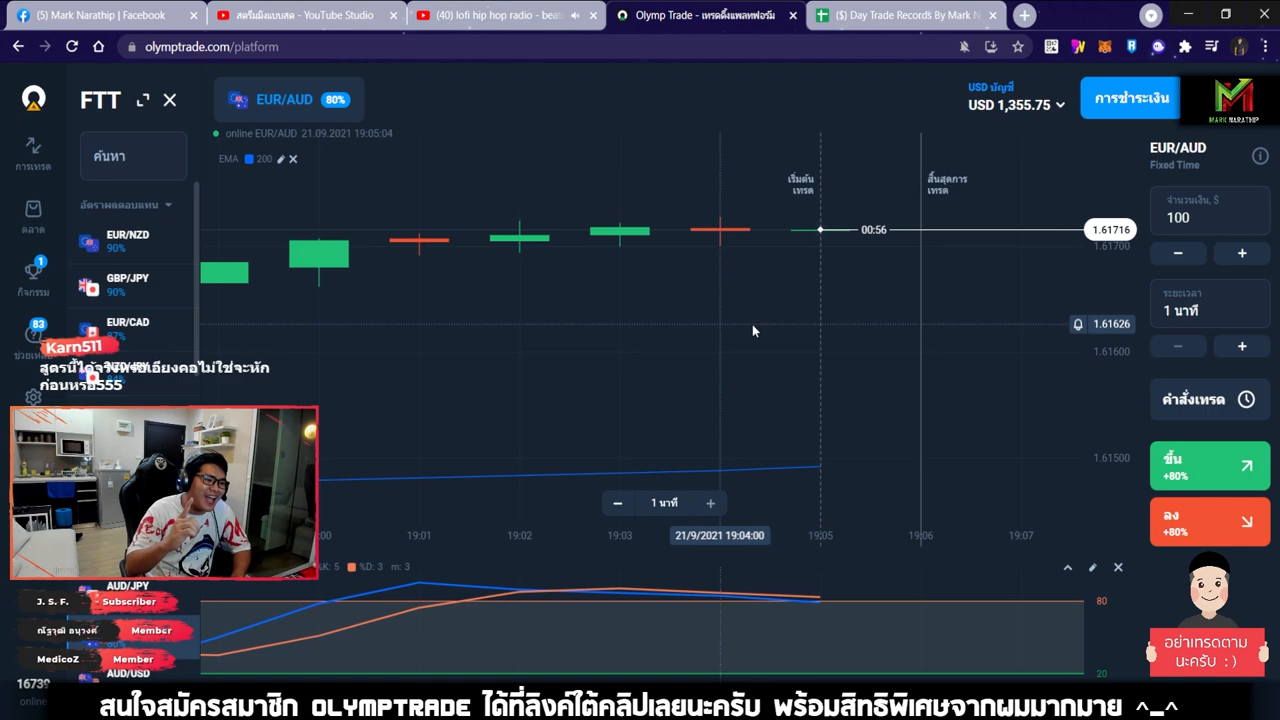 (5) Mark Narathip | Facebook
สตรีมมิงแบบสด - YouTube Studio
(40) lofi hip hop radio - beat
Olymp Trade - เทรดดิ้งแพลทฟอร์ม
($) Day Trade Records By Mark N
olymptrade.com/platform
FTT
EUR/AUD 80%
USD บัญชี
USD 1,355.75
การชำระเงิน
MARK NARATHIP
online EUR/AUD 21.09.2021 19:05:04
EMA 200
การเทรด
ตลาด
กิจกรรม
1
83
ค้นหา
อัตราผลตอบแทน
EUR/NZD
90%
GBP/JPY
90%
EUR/CAD
เริ่มต้น
เทรด
สิ้นสุดการ
เทรด
00:56
1.61716
1.61700
1.61626
1.61600
1.61500
EUR/AUD
Fixed Time
จำนวนเงิน, $
100
ระยะเวลา
1 นาที
คำสั่งเทรด
ขึ้น
+80%
ลง
+80%
Karn511
สูตรนี้ได้จริงหรอเอียงคอไม่ใช่จะหัก
ก่อนหรอ555
1 นาที
:00
19:01
19:02
19:03
21/9/2021 19:04:00
19:05
19:06
19:07
%K: 5 %D: 3 m: 3
80
20
AUD/JPY
J. S. F. - Subscriber
ณัฐวุฒิ อนุวงค์ Member
MedicoZ Member
AUD/USD
16739
online
อย่าเทรดตาม
นะครับ : )
สนใจสมัครสมาชิก OLYMPTRADE ได้ที่ลิงค์ใต้คลิปเลยนะครับ พร้อมสิทธิพิเศษจากผมมากมาย ^_^